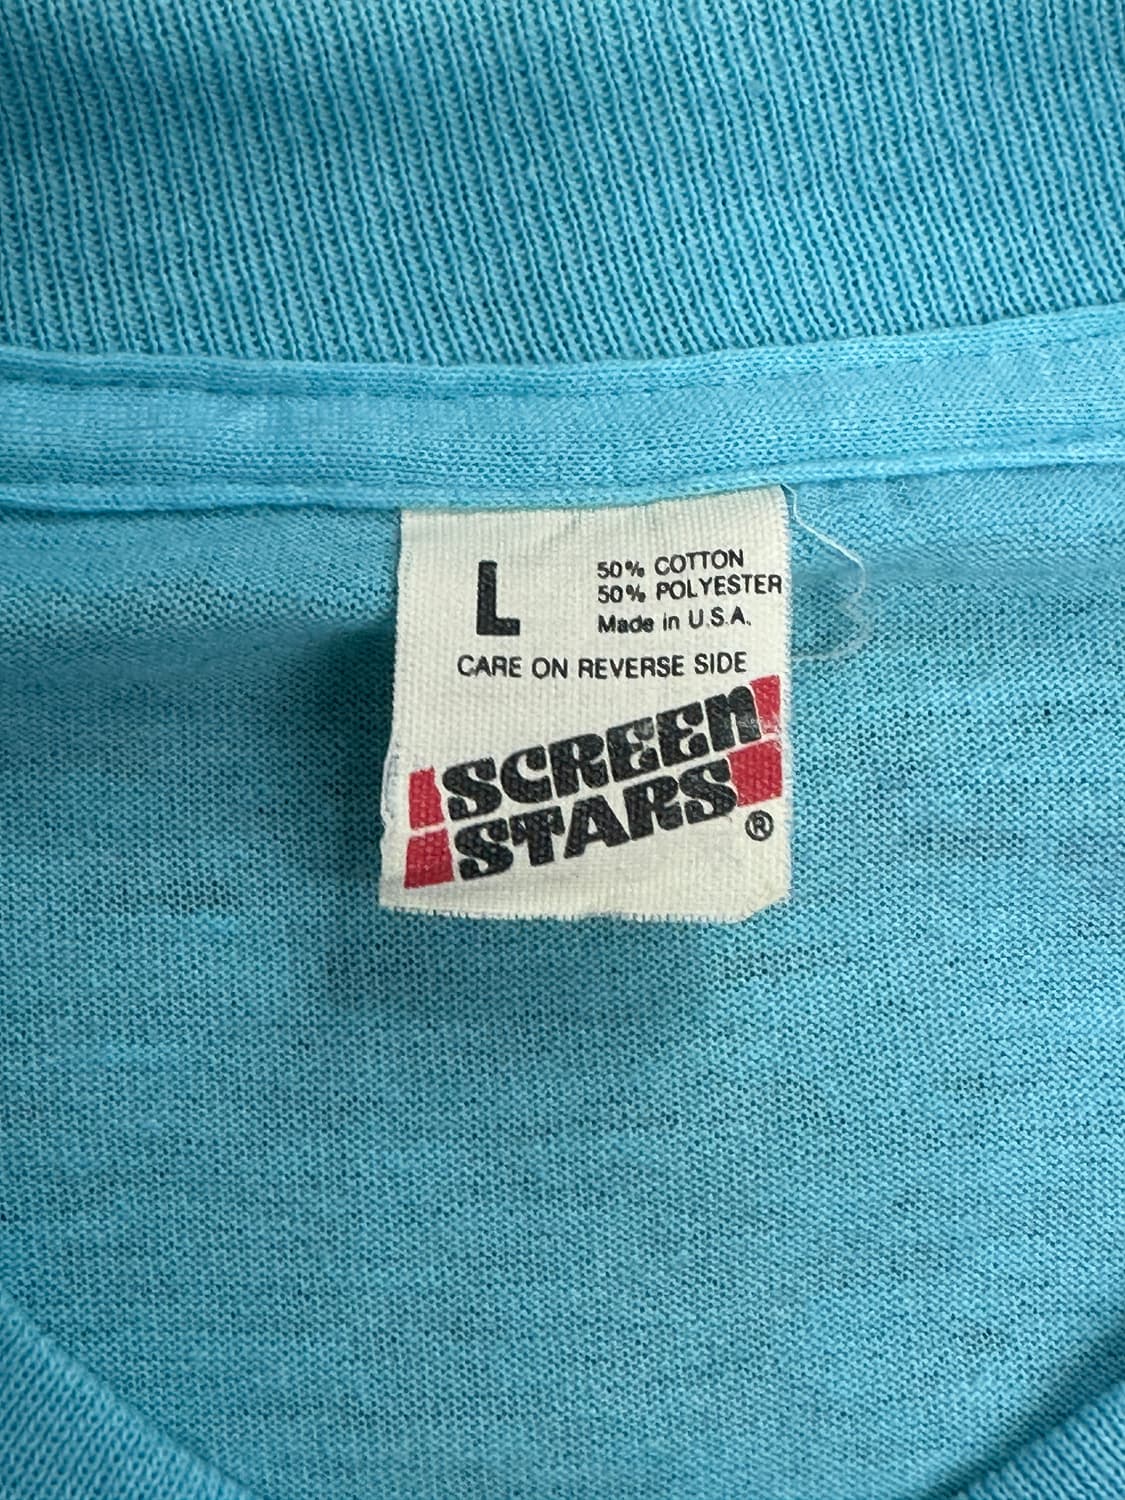 L
50% COTTON
50% POLYESTER
Made in U.S.A.
CARE ON REVERSE SIDE
SCREEN
STARS
®